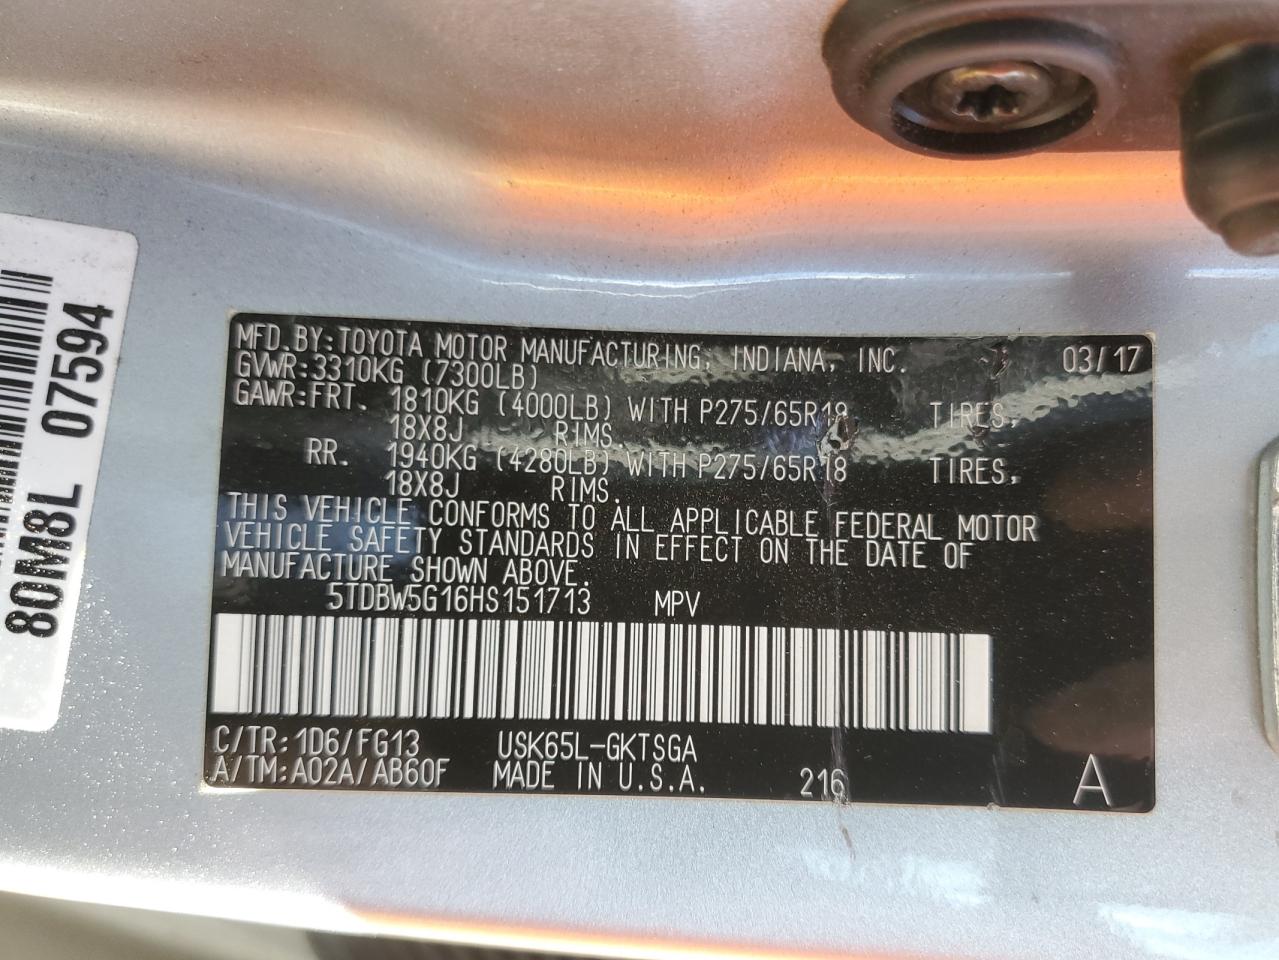 MFD.BY:TOYOTA MOTOR MANUFACTURING, INDIANA, INC. 03/17
GVWR:3310KG (7300LB)
GAWR:FRT. 1810KG (4000LB) WITH P275/65R18 TIRES,
18X8J RIMS.
RR. 1940KG (4280LB) WITH P275/65R18 TIRES,
18X8J RIMS.
THIS VEHICLE CONFORMS TO ALL APPLICABLE FEDERAL MOTOR
VEHICLE SAFETY STANDARDS IN EFFECT ON THE DATE OF
MANUFACTURE SHOWN ABOVE.
5TDBW5G16HS151713 MPV
C/TR:1D6/FG13 USK65L-GKTSGA
A/TM:A02A/AB60F MADE IN U.S.A. 216 A
80M8L 07594